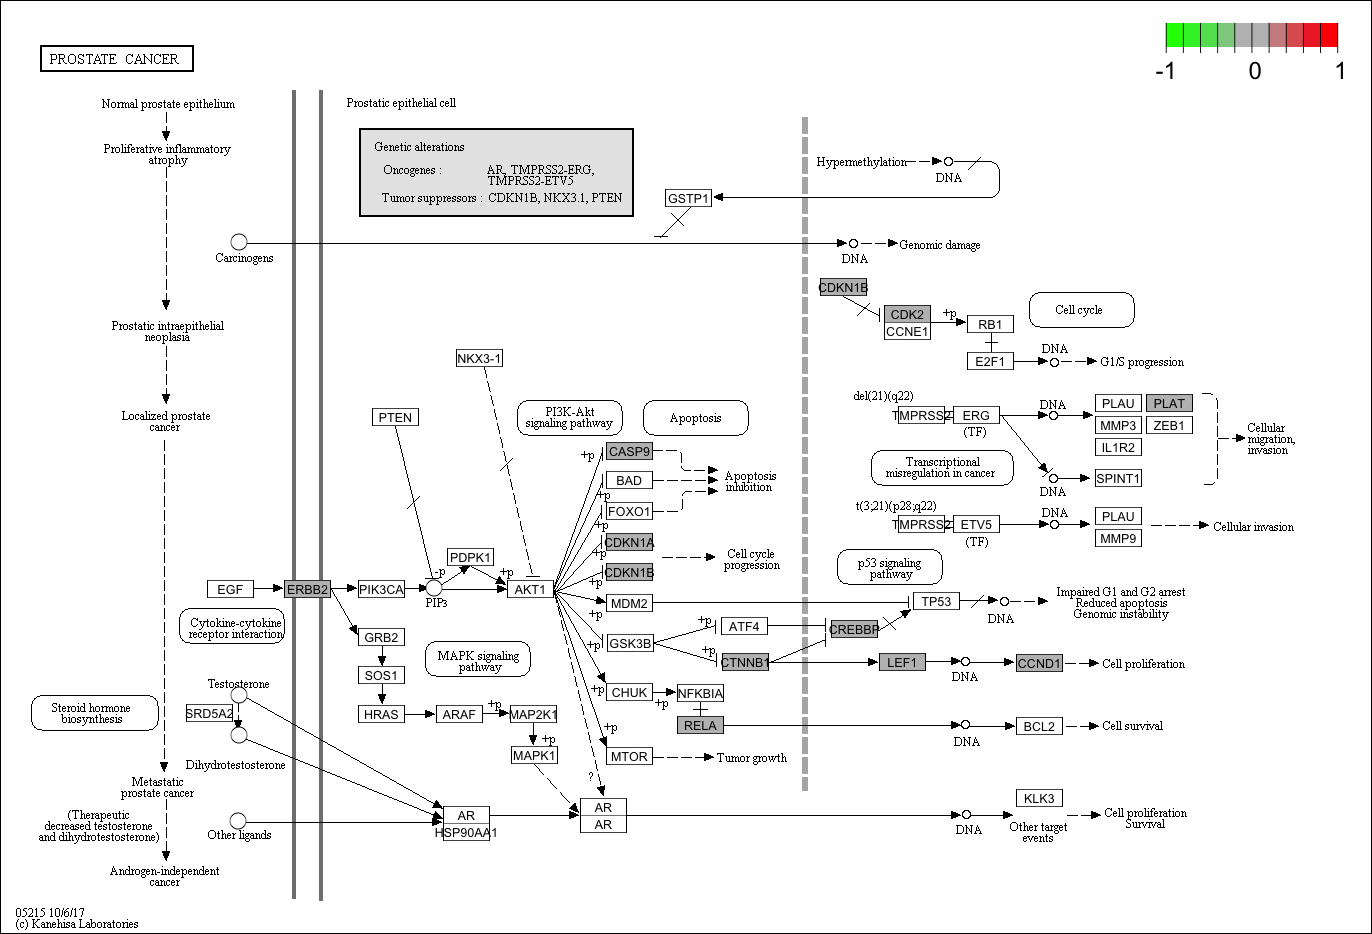 PROSTATE CANCER
-1 0 1
Normal prostate epithelium
Proliferative inflammatory
atrophy
Prostatic intraepithelial
neoplasia
Localized prostate
cancer
Metastatic
prostate cancer
(Therapeutic
decreased testosterone
and dihydrotestosterone)
Androgen-independent
cancer
Prostatic epithelial cell
Genetic alterations
Oncogenes : AR, TMPRSS2-ERG,
TMPRSS2-ETV5
Tumor suppressors : CDKN1B, NKX3.1, PTEN
Hypermethylation
DNA
GSTP1
Carcinogens
DNA
Genomic damage
CDKN1B
CDK2
CCNE1
+p
RB1
E2F1
Cell cycle
DNA
G1/S progression
NKX3-1
PTEN
PI3K-Akt
signaling pathway
Apoptosis
del(21)(q22)
TMPRSS2
ERG
(TF)
DNA
PLAU
PLAT
MMP3
ZEB1
IL1R2
Cellular
migration,
invasion
Transcriptional
misregulation in cancer
DNA
SPINT1
t(3;21)(p28;q22)
TMPRSS2
ETV5
(TF)
DNA
PLAU
MMP9
Cellular invasion
+p
CASP9
BAD
+p
FOXO1
+p
CDKN1A
+p
CDKN1B
+p
Apoptosis
inhibition
Cell cycle
progression
PDPK1
-p
+p
EGF
ERBB2
PIK3CA
PIP3
AKT1
MDM2
+p
p53 signaling
pathway
TP53
DNA
Impaired G1 and G2 arrest
Reduced apoptosis
Genomic instability
Cytokine-cytokine
receptor interaction
GRB2
SOS1
HRAS
ARAF
+p
MAP2K1
+p
MAPK1
MAPK signaling
pathway
+p
GSK3B
+p
ATF4
+p
CTNNB1
CREBBP
LEF1
DNA
CCND1
Cell proliferation
+p
CHUK
+p
NFKBIA
RELA
DNA
BCL2
Cell survival
+p
MTOR
Tumor growth
?
Steroid hormone
biosynthesis
Testosterone
SRD5A2
Dihydrotestosterone
Other ligands
AR
HSP90AA1
AR
AR
DNA
KLK3
Other target
events
Cell proliferation
Survival
05215 10/6/17
(c) Kanehisa Laboratories